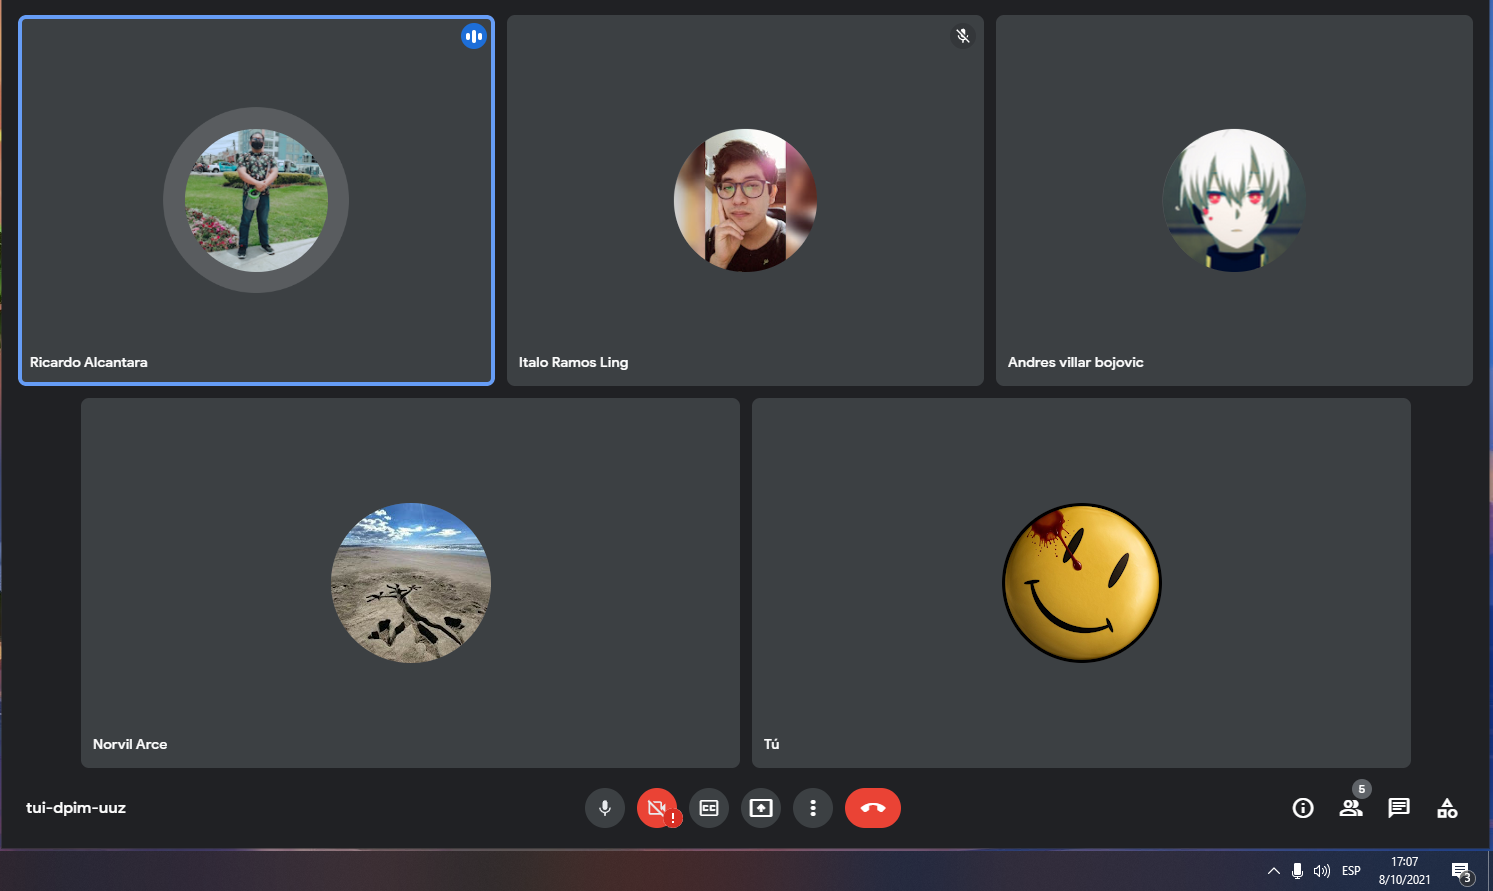 Ricardo Alcantara
Italo Ramos Ling
Andres villar bojovic
Norvil Arce
Tú
tui-dpim-uuz
CC
!
5
ESP
17:07
8/10/2021
3